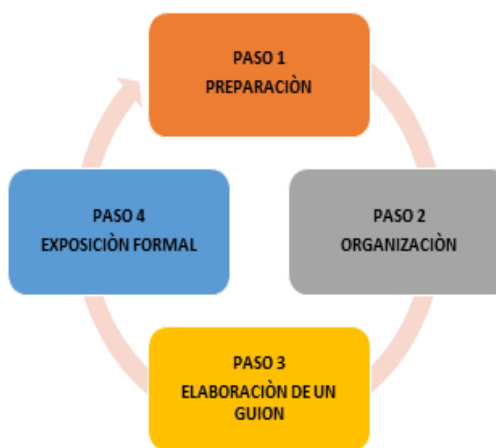 PASO 1
PREPARACIÒN
PASO 2
ORGANIZACIÒN
PASO 3
ELABORACIÒN DE UN
GUION
PASO 4
EXPOSICIÒN FORMAL